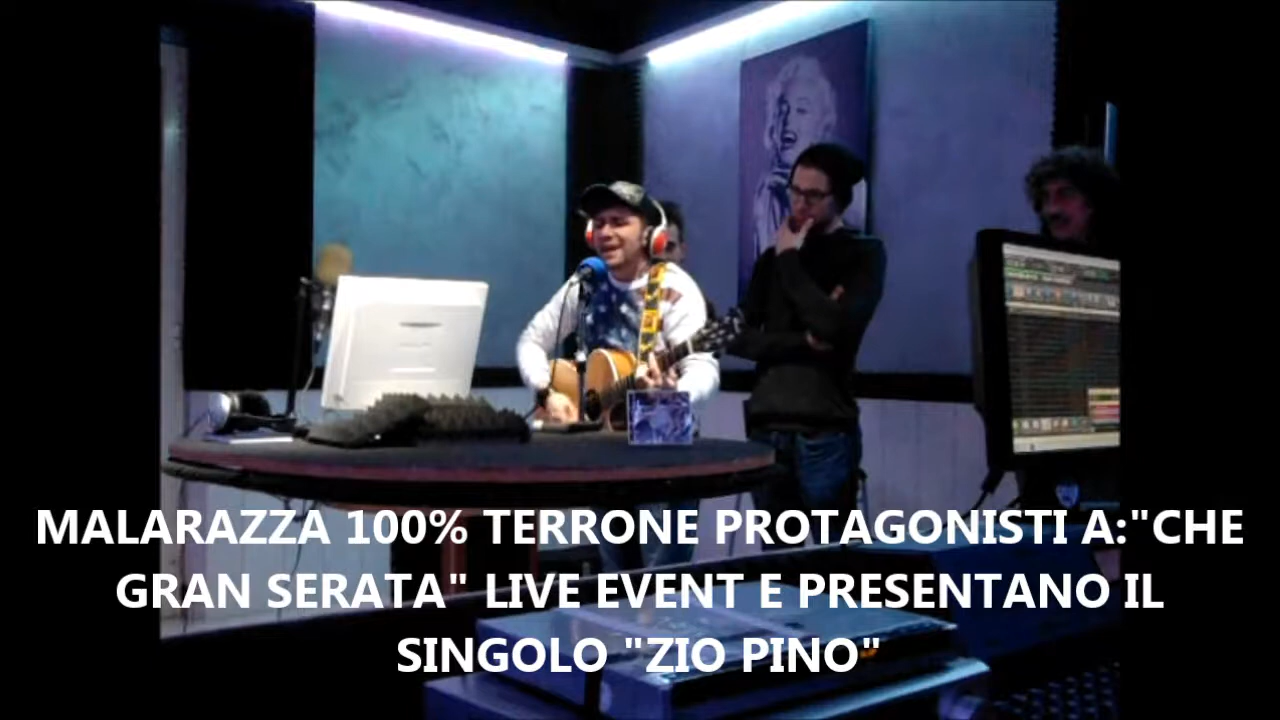 MALARAZZA 100% TERRONE PROTAGONISTI A:"CHE
GRAN SERATA" LIVE EVENT E PRESENTANO IL
SINGOLO "ZIO PINO"